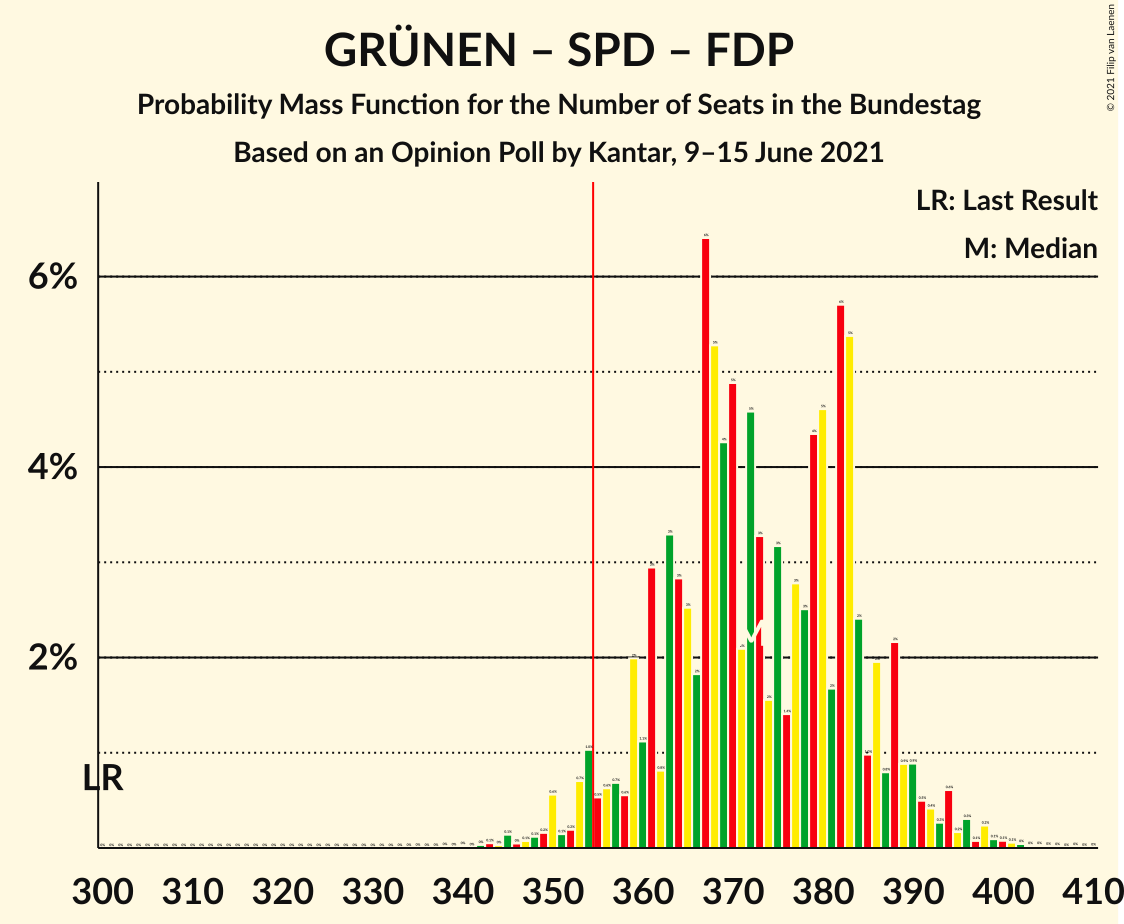 GRÜNEN – SPD – FDP
Probability Mass Function for the Number of Seats in the Bundestag
Based on an Opinion Poll by Kantar, 9–15 June 2021
© 2021 Filip van Laenen
LR: Last Result
M: Median
6%
4%
2%
LR
M
300 310 320 330 340 350 360 370 380 390 400 410